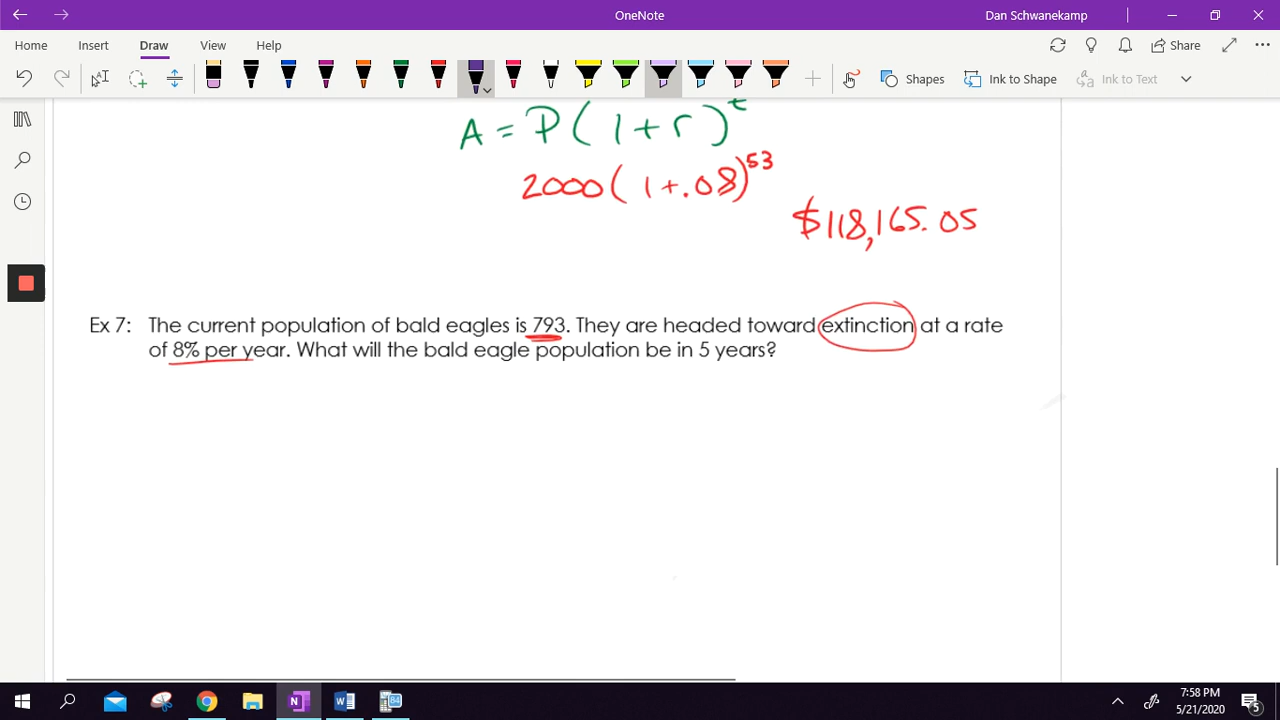 OneNote
Dan Schwanekamp
Home Insert Draw View Help
Share
Shapes Ink to Shape Ink to Text
A = P(1+r)^t
2000(1+.08)^53
$118,165.05
Ex 7: The current population of bald eagles is 793. They are headed toward extinction at a rate
of 8% per year. What will the bald eagle population be in 5 years?
7:58 PM
5/21/2020
5